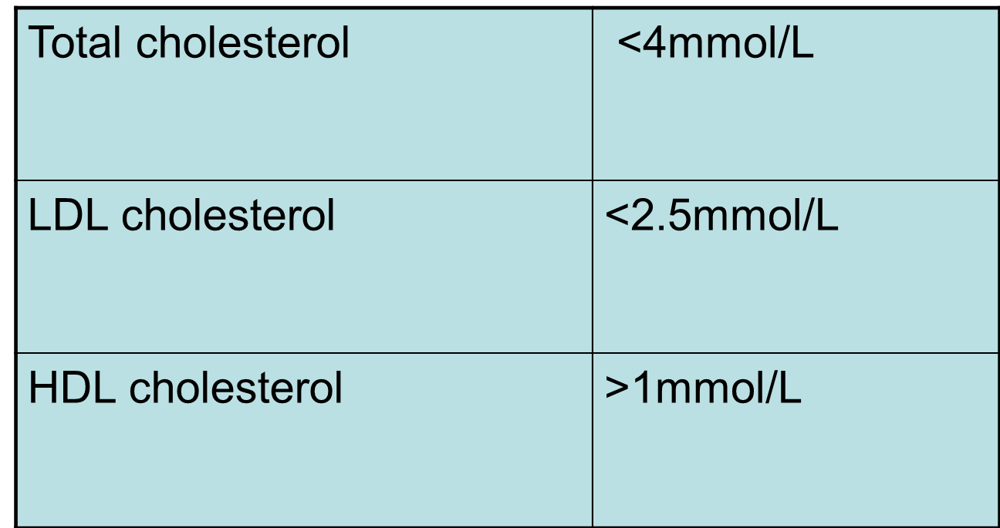 Total cholesterol <4mmol/L
LDL cholesterol <2.5mmol/L
HDL cholesterol >1mmol/L